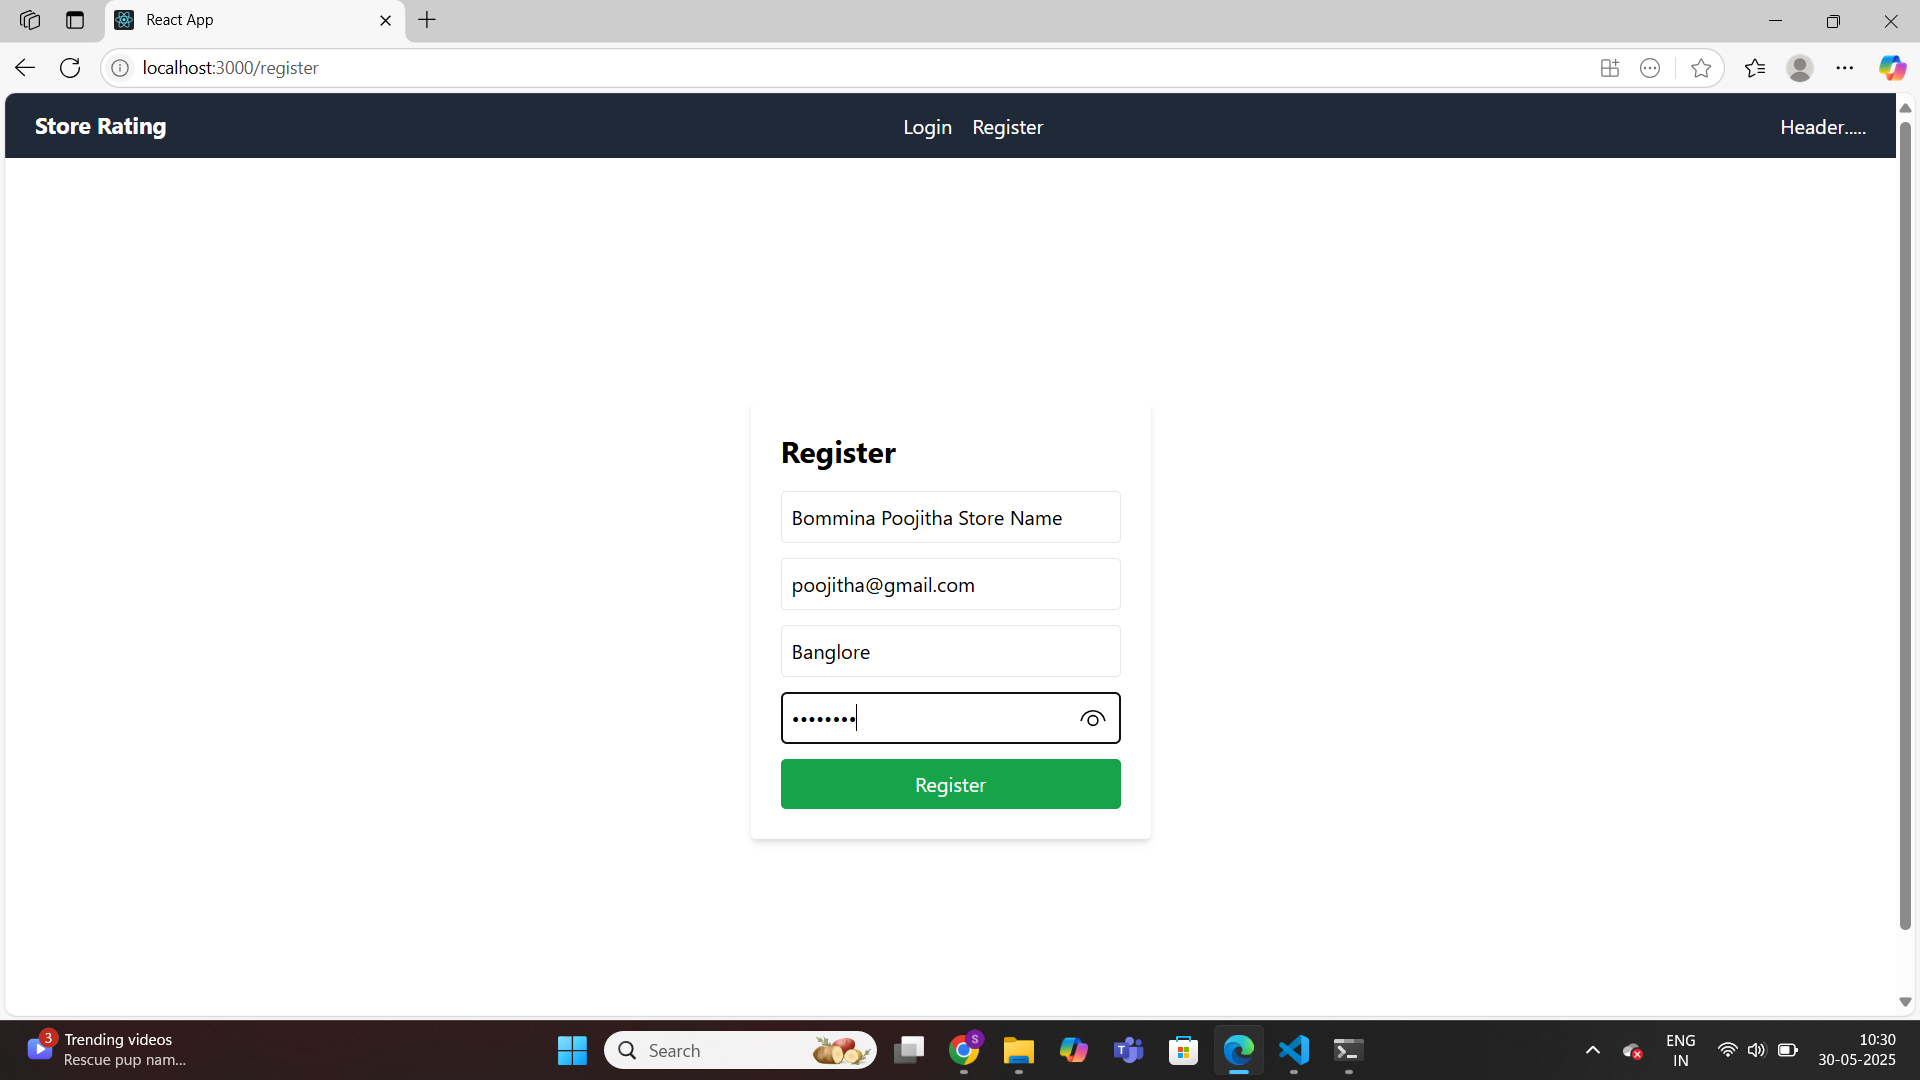 React App
localhost:3000/register
Store Rating
Login Register
Header.....
Register
Bommina Poojitha Store Name
poojitha@gmail.com
Banglore
••••••••
Register
3
Trending videos
Rescue pup nam...
Search
S
T
ENG
IN
10:30
30-05-2025